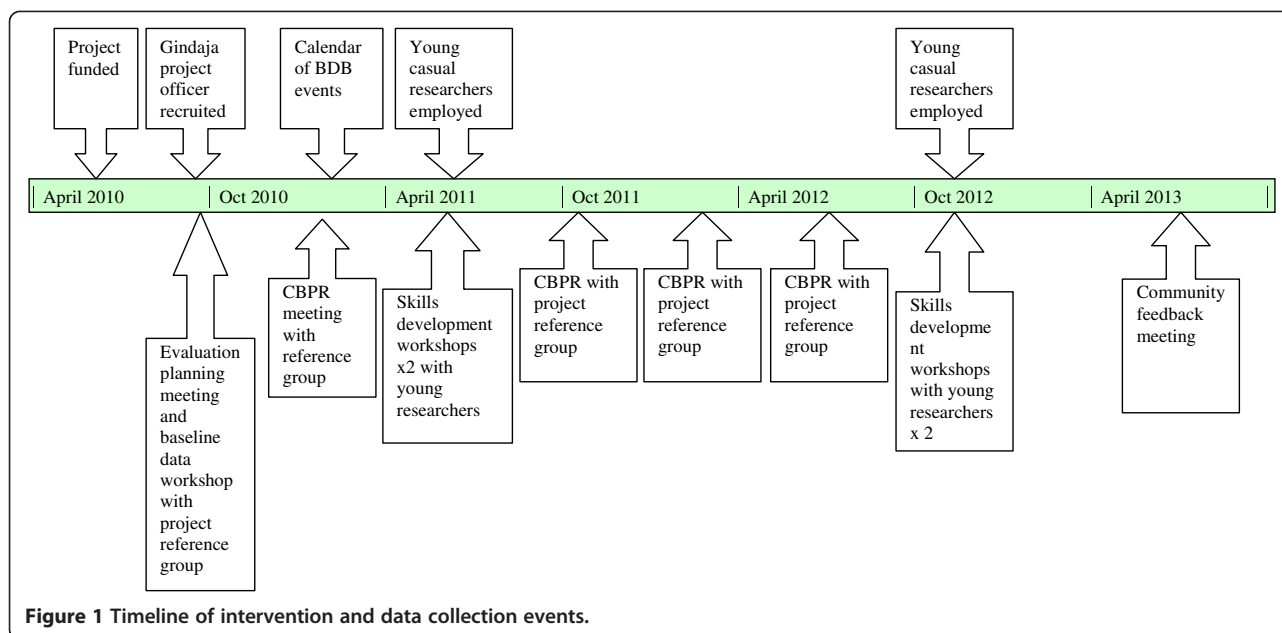 Project
funded
Gindaja
project
officer
recruited
Calendar
of BDB
events
Young
casual
researchers
employed
Young
casual
researchers
employed
April 2010
Oct 2010
April 2011
Oct 2011
April 2012
Oct 2012
April 2013
Evaluation
planning
meeting
and
baseline
data
workshop
with
project
reference
group
CBPR
meeting
with
reference
group
Skills
development
workshops
x2 with
young
researchers
CBPR with
project
reference
group
CBPR with
project
reference
group
CBPR with
project
reference
group
Skills
developme
nt
workshops
with young
researchers
x 2
Community
feedback
meeting
Figure 1 Timeline of intervention and data collection events.